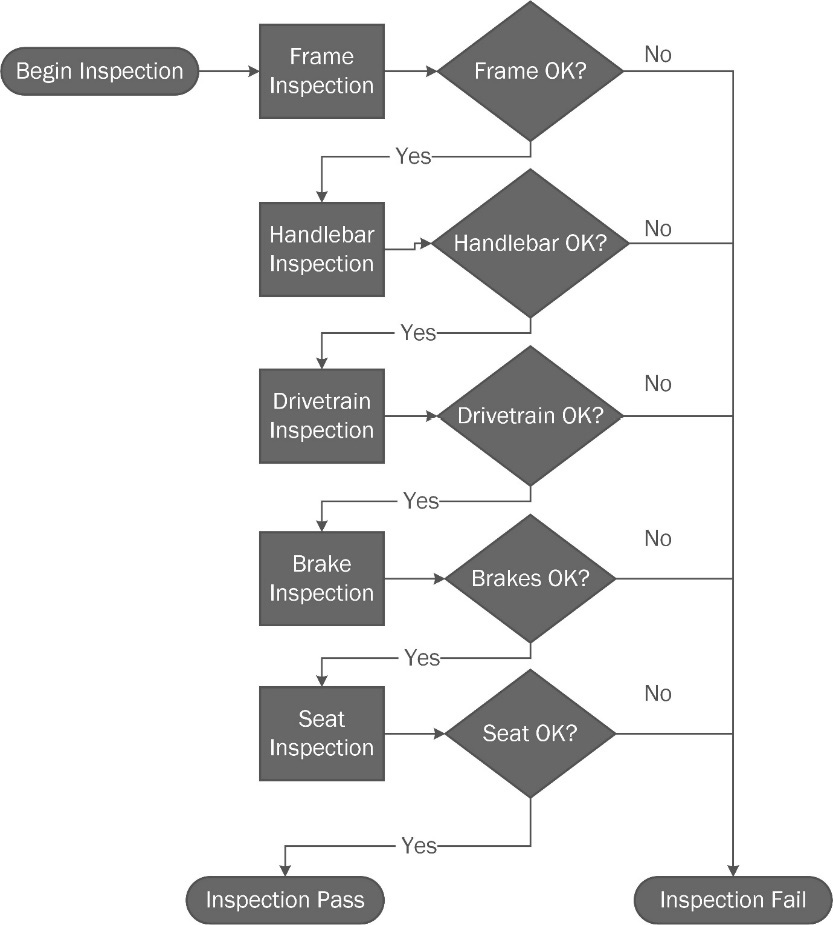 Begin Inspection
Frame
Inspection
Frame OK?
No
Yes
Handlebar
Inspection
Handlebar OK?
No
Yes
Drivetrain
Inspection
Drivetrain OK?
No
Yes
Brake
Inspection
Brakes OK?
No
Yes
Seat
Inspection
Seat OK?
No
Yes
Inspection Pass
Inspection Fail